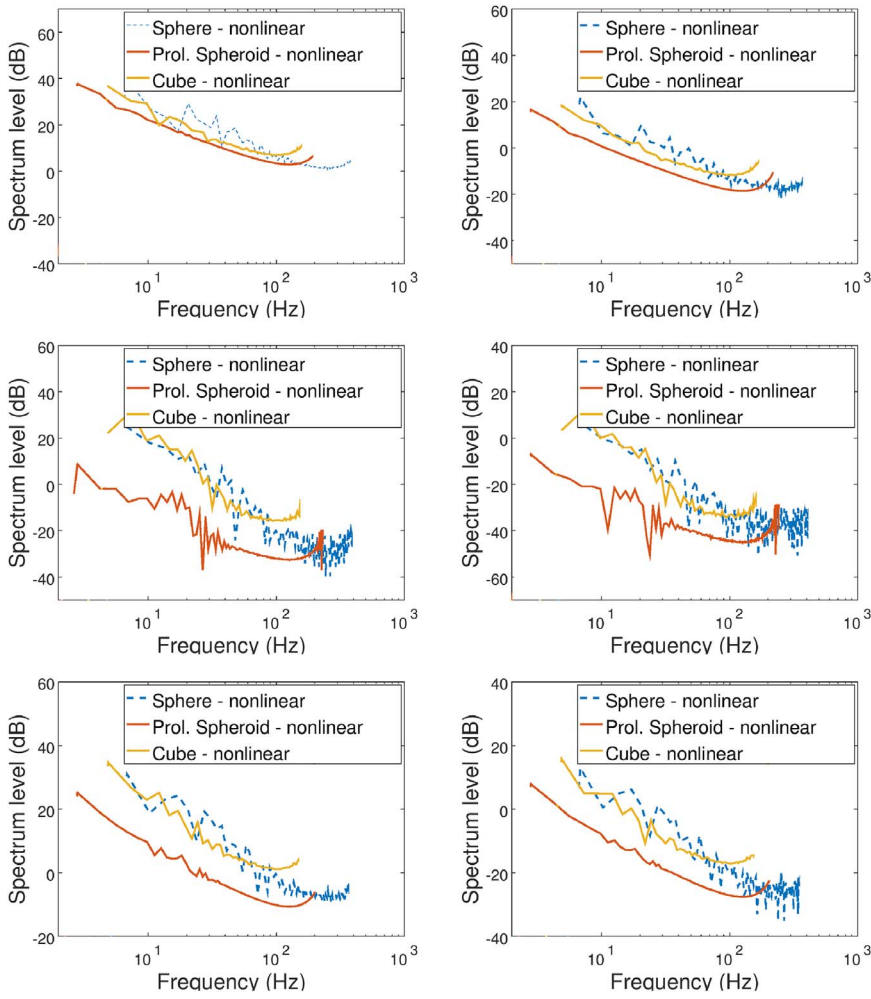 60
40
20
0
-20
-40
Spectrum level (dB)
Sphere - nonlinear
Prol. Spheroid - nonlinear
Cube - nonlinear
10^1
10^2
10^3
Frequency (Hz)
60
40
20
0
-20
-40
Spectrum level (dB)
Sphere - nonlinear
Prol. Spheroid - nonlinear
Cube - nonlinear
10^1
10^2
10^3
Frequency (Hz)
60
40
20
0
-20
-40
Spectrum level (dB)
Sphere - nonlinear
Prol. Spheroid - nonlinear
Cube - nonlinear
10^1
10^2
10^3
Frequency (Hz)
40
20
0
-20
-40
-60
Spectrum level (dB)
Sphere - nonlinear
Prol. Spheroid - nonlinear
Cube - nonlinear
10^1
10^2
10^3
Frequency (Hz)
60
40
20
0
-20
Spectrum level (dB)
Sphere - nonlinear
Prol. Spheroid - nonlinear
Cube - nonlinear
10^1
10^2
10^3
Frequency (Hz)
40
20
0
-20
-40
Spectrum level (dB)
Sphere - nonlinear
Prol. Spheroid - nonlinear
Cube - nonlinear
10^1
10^2
10^3
Frequency (Hz)